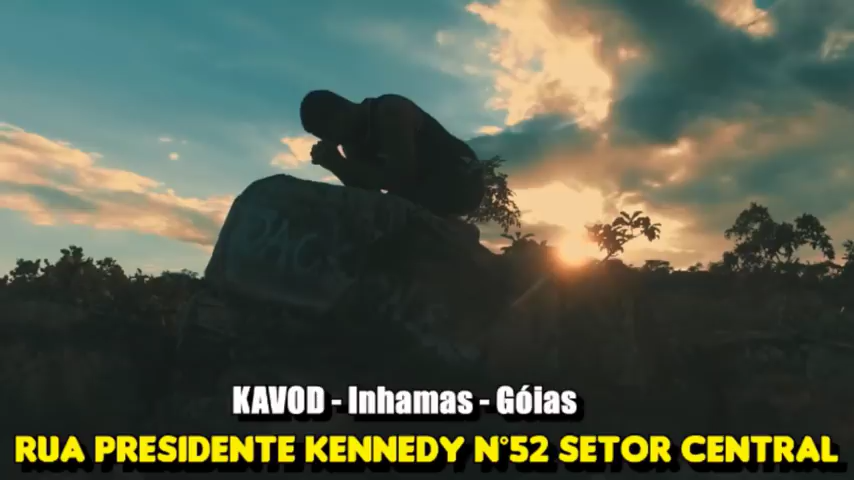 KAVOD - Inhamas - Góias
RUA PRESIDENTE KENNEDY N°52 SETOR CENTRAL